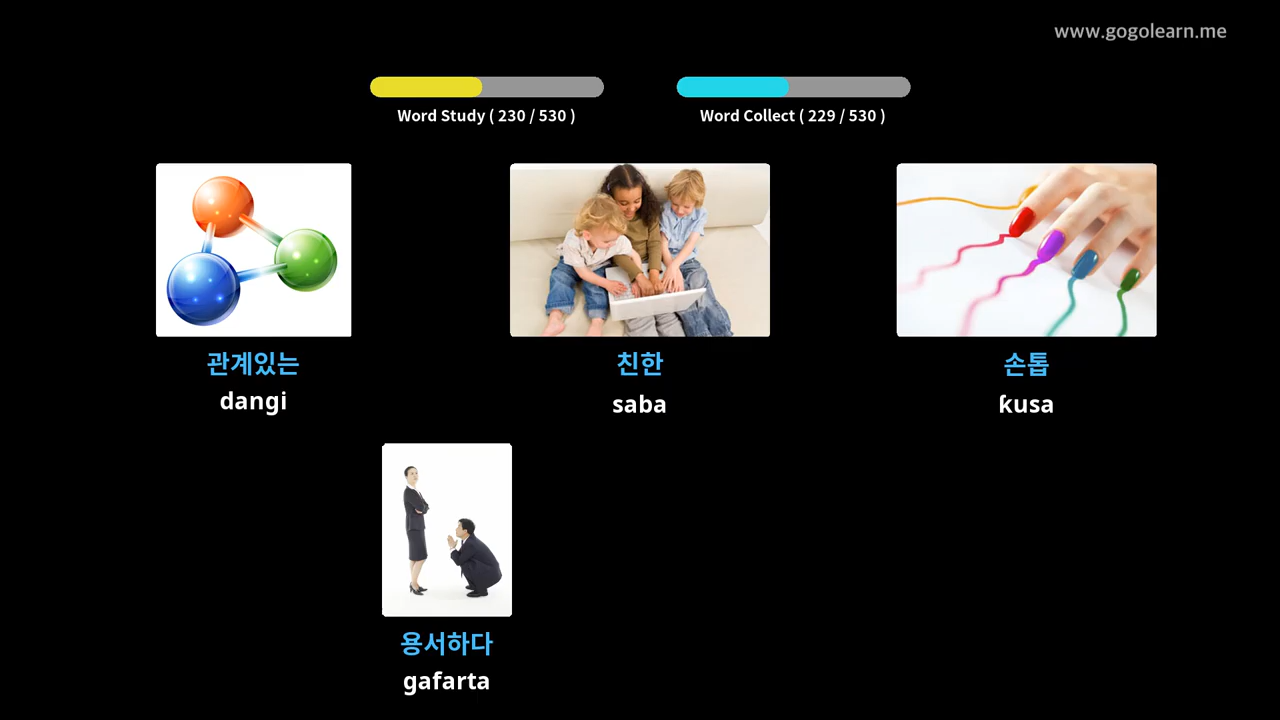 www.gogolearn.me
Word Study ( 230 / 530 )
Word Collect ( 229 / 530 )
관계있는
dangi
친한
saba
손톱
ƙusa
용서하다
gafarta